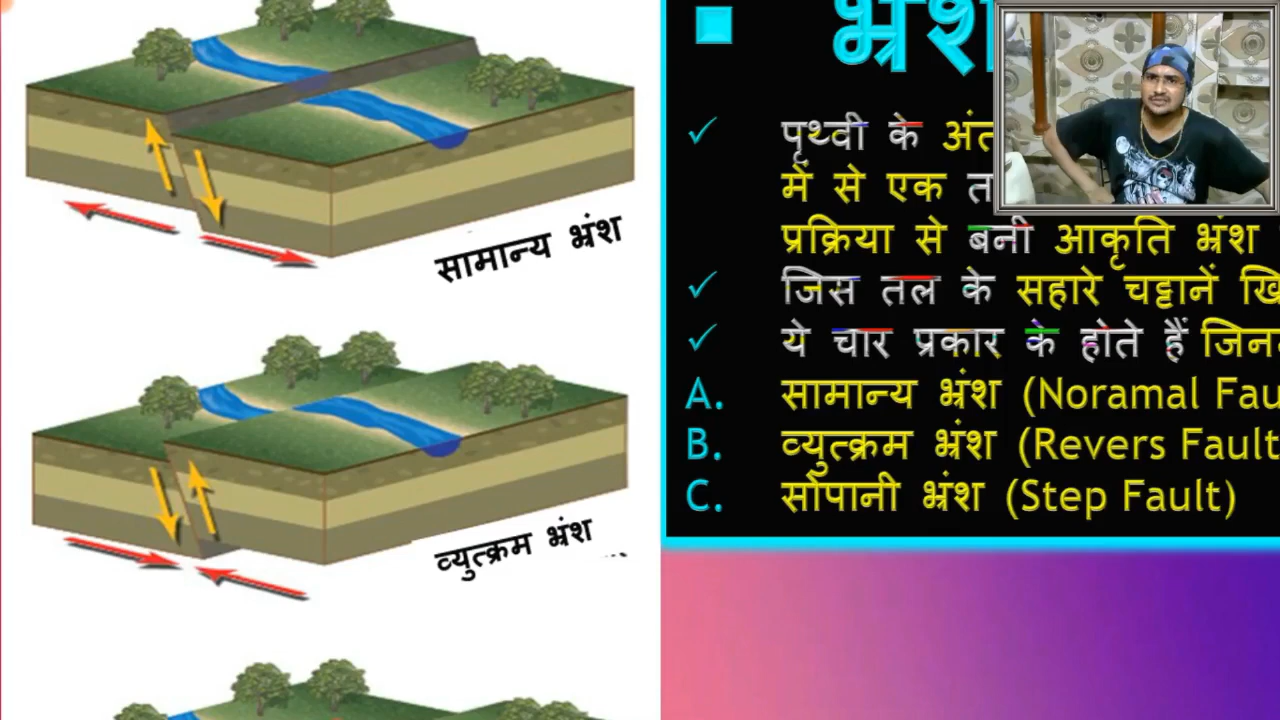 सामान्य भ्रंश
व्युत्क्रम भ्रंश
पृथ्वी के
में से एक
प्रक्रिया से बनी आकृति भ्रंश
जिस तल के सहारे चट्टानें
ये चार प्रकार के होते हैं
A. सामान्य भ्रंश (Noramal
B. व्युत्क्रम भ्रंश (Revers Fault
C. सोपानी भ्रंश (Step Fault)